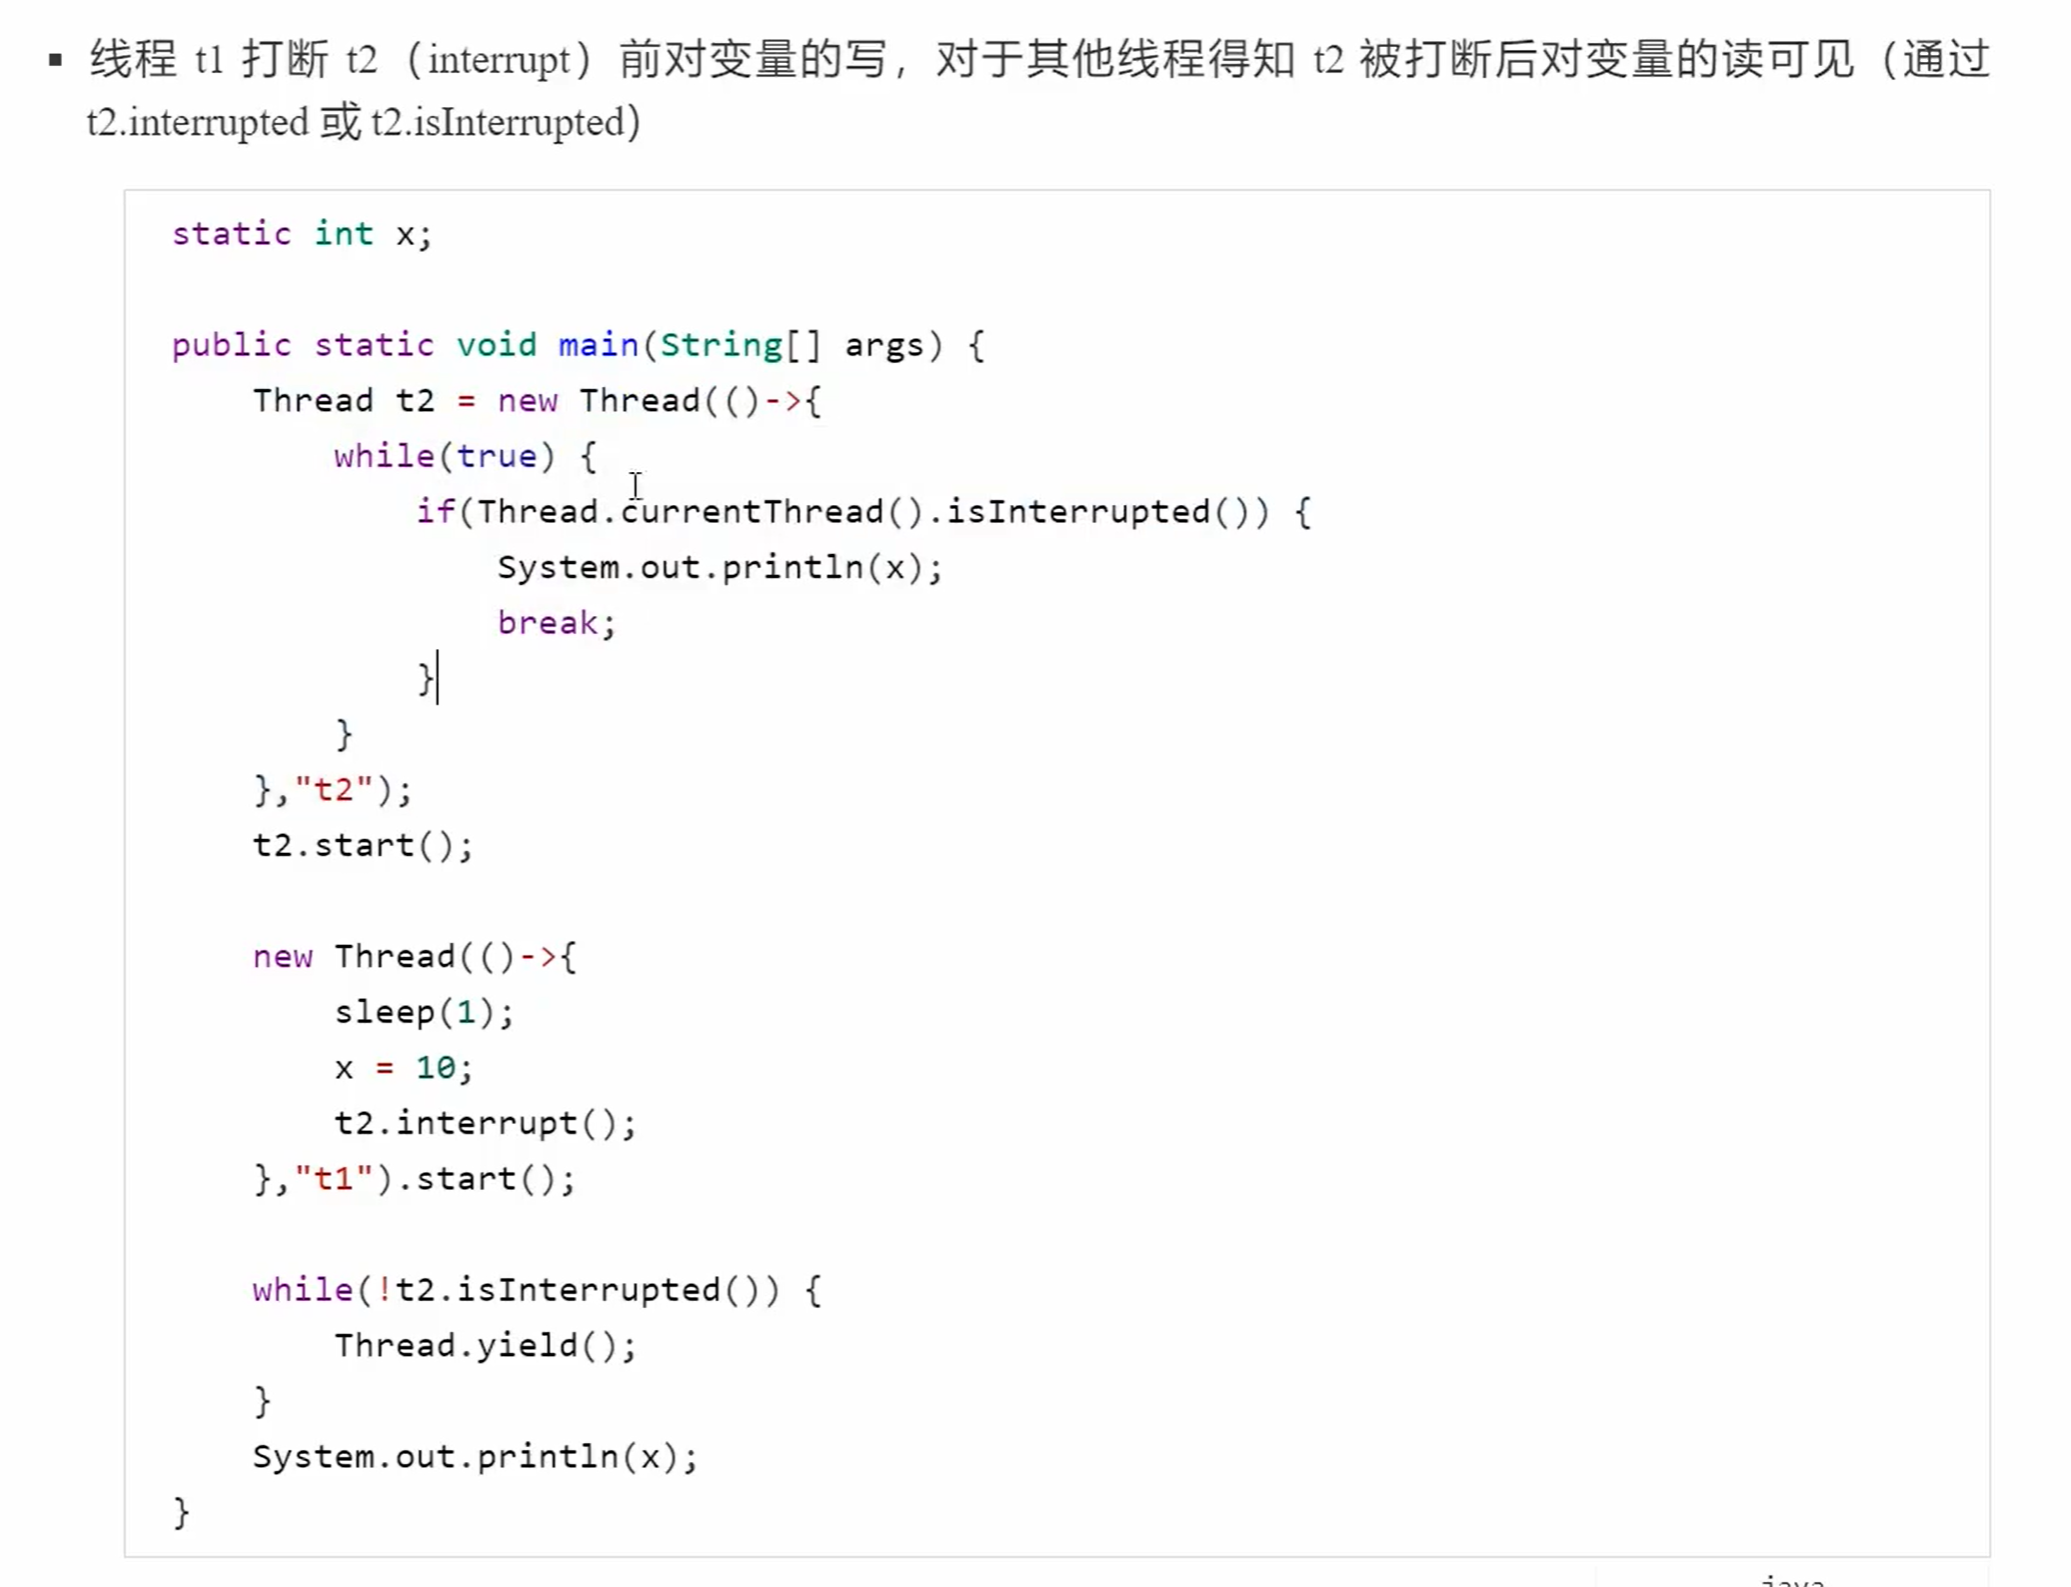 ▪ 线程 t1 打断 t2（interrupt）前对变量的写，对于其他线程得知 t2 被打断后对变量的读可见（通过
t2.interrupted 或 t2.isInterrupted）
static int x;
public static void main(String[] args) {
    Thread t2 = new Thread(()->{
        while(true) {
            if(Thread.currentThread().isInterrupted()) {
                System.out.println(x);
                break;
            }
        }
    },"t2");
    t2.start();
    new Thread(()->{
        sleep(1);
        x = 10;
        t2.interrupt();
    },"t1").start();
    while(!t2.isInterrupted()) {
        Thread.yield();
    }
    System.out.println(x);
}